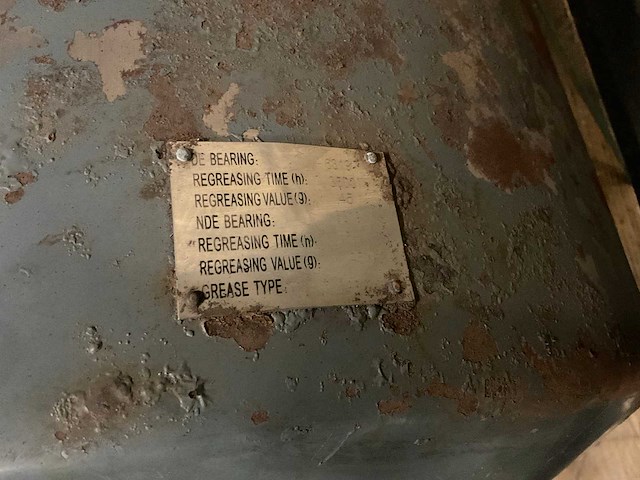 DE BEARING:
REGREASING TIME (h):
REGREASING VALUE (g):
NDE BEARING:
REGREASING TIME (h):
REGREASING VALUE (g):
GREASE TYPE: